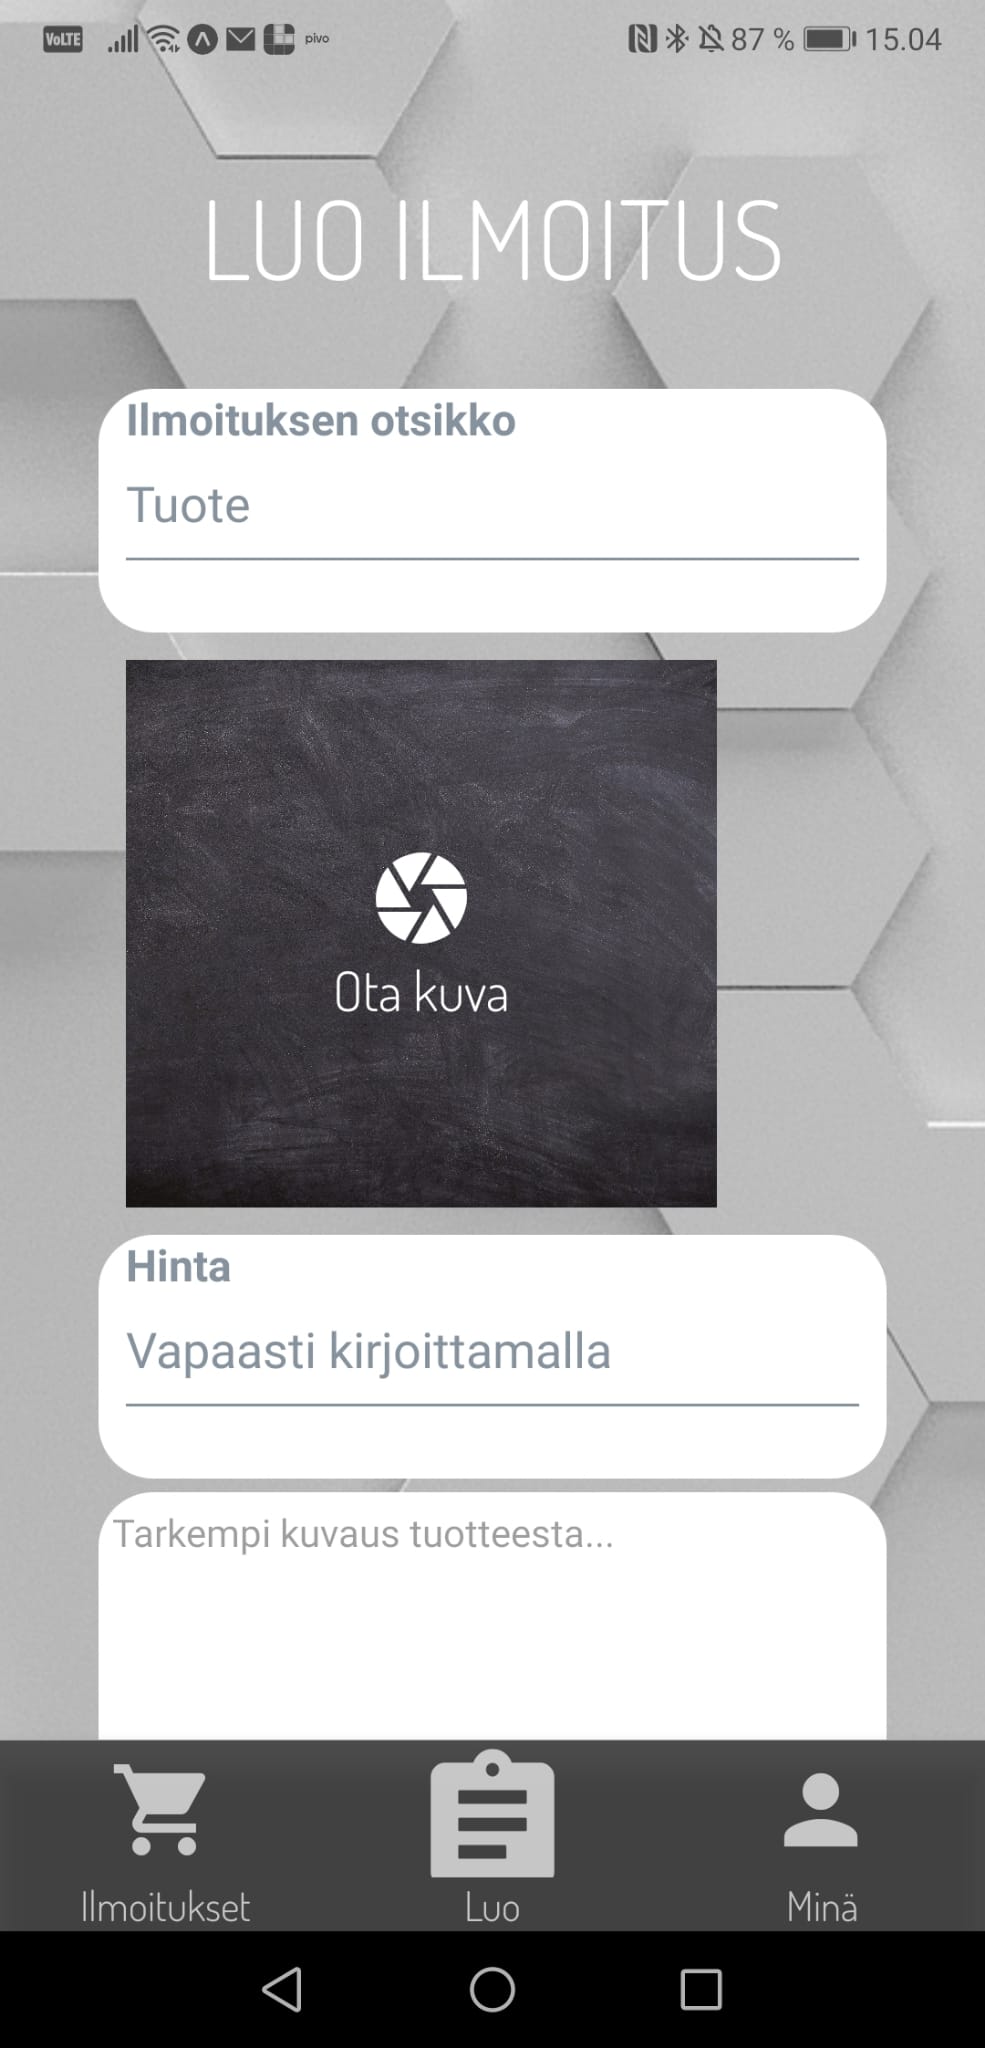 VoLTE pivo 87 % 15.04
LUO ILMOITUS
Ilmoituksen otsikko
Tuote
Ota kuva
Hinta
Vapaasti kirjoittamalla
Tarkempi kuvaus tuotteesta...
Ilmoitukset Luo Minä